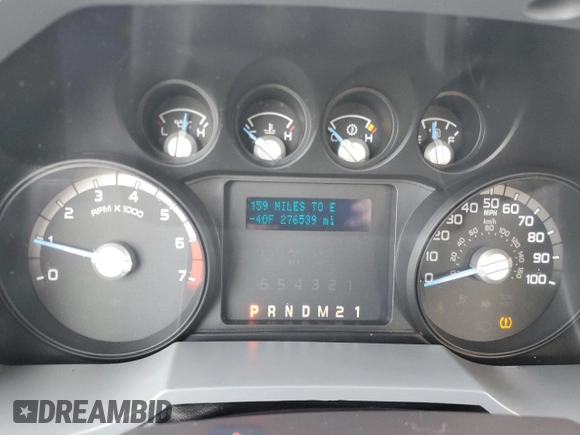 L H
C H
C H
E F
159 MILES TO E
-40F 276539 mi
6 5 4 3 2 1
P R N D M 2 1
0 1 2 3 4 5 6 7
RPM X 1000
0 10 20 30 40 50 60 70 80 90 100
MPH
km/h
DREAMBID